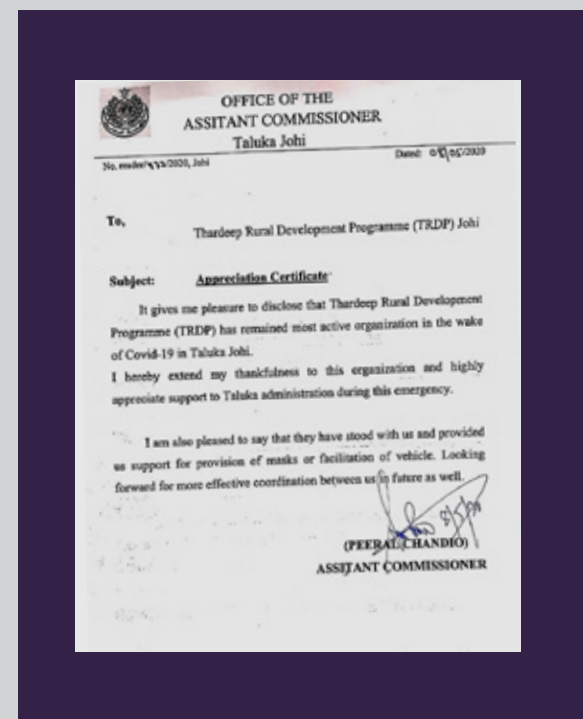 OFFICE OF THE
ASSITANT COMMISSIONER
Taluka Johi
/2020, Johi
Dated: /05/2020
To,
Thardeep Rural Development Programme (TRDP) Johi
Subject: Appreciation Certificate
It gives me pleasure to disclose that Thardeep Rural Development
Programme (TRDP) has remained most active organization in the wake
of Covid-19 in Taluka Johi.
I hereby extend my thankfulness to this organization and highly
appreciate support to Taluka administration during this emergency.
I am also pleased to say that they have stood with us and provided
us support for provision of masks or facilitation of vehicle. Looking
forward for more effective coordination between us in future as well.
(PEERAL CHANDIO)
ASSITANT COMMISSIONER